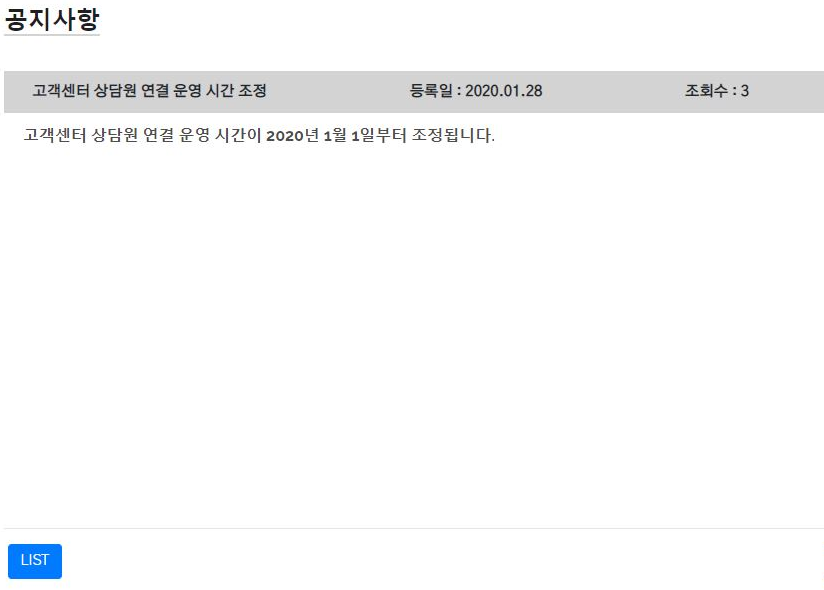 공지사항
고객센터 상담원 연결 운영 시간 조정 등록일 : 2020.01.28 조회수 : 3
고객센터 상담원 연결 운영 시간이 2020년 1월 1일부터 조정됩니다.
LIST